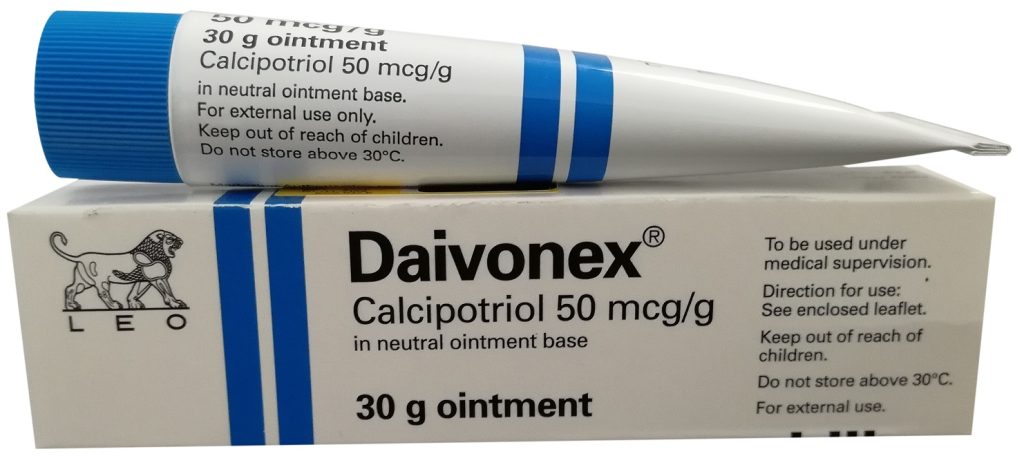 50 mcg/g
30 g ointment
Calcipotriol 50 mcg/g
in neutral ointment base.
For external use only.
Keep out of reach of children.
Do not store above 30°C.
LEO
Daivonex®
Calcipotriol 50 mcg/g
in neutral ointment base
30 g ointment
To be used under
medical supervision.
Direction for use:
See enclosed leaflet.
Keep out of reach of
children.
Do not store above 30°C.
For external use.